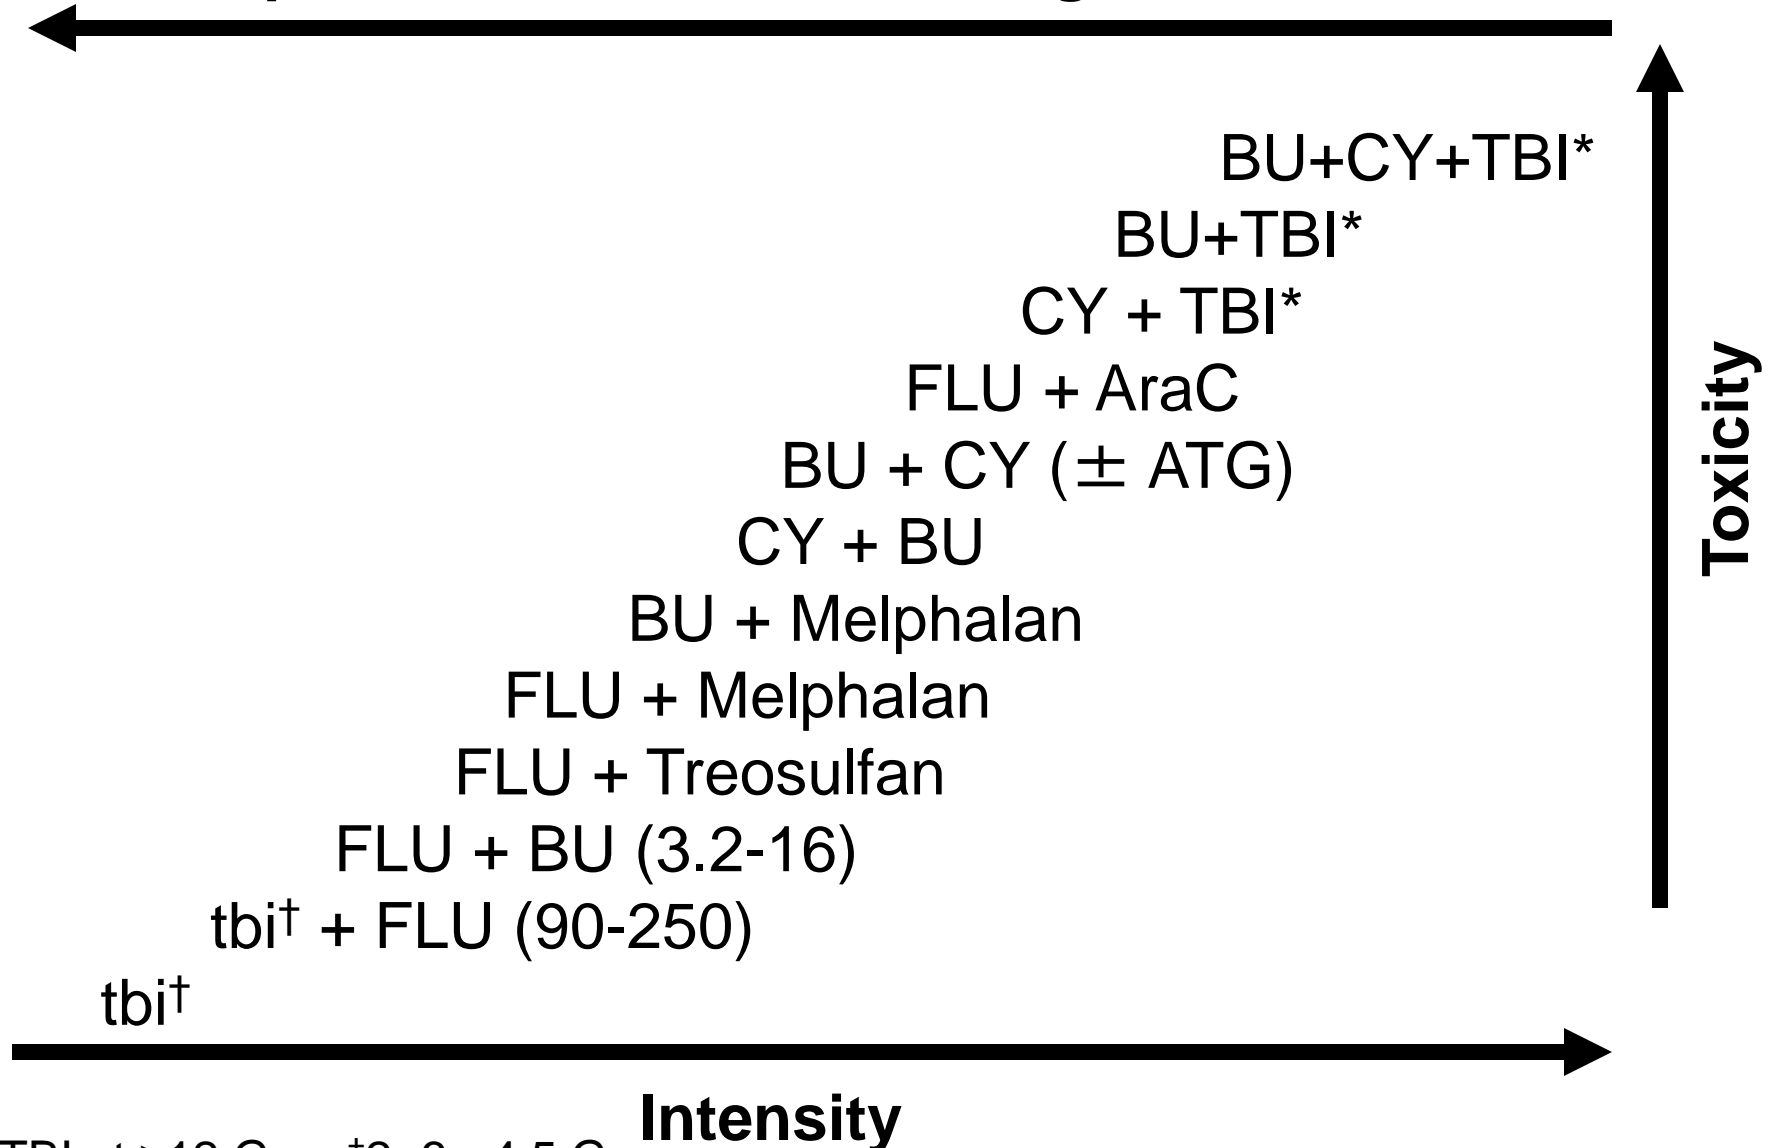 BU+CY+TBI*
BU+TBI*
CY + TBI*
FLU + AraC
BU + CY (± ATG)
CY + BU
BU + Melphalan
FLU + Melphalan
FLU + Treosulfan
FLU + BU (3.2-16)
tbi† + FLU (90-250)
tbi†
Toxicity
Intensity